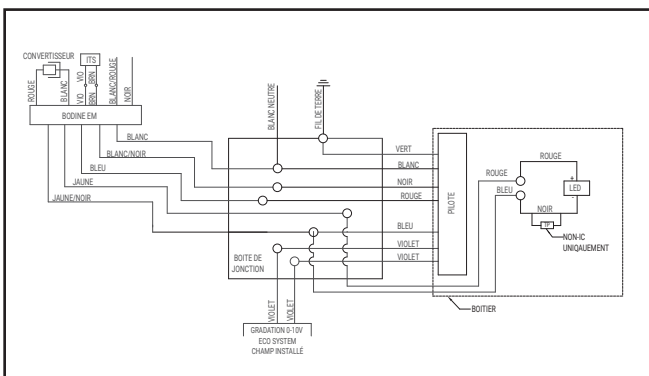 CONVERTISSEUR
ITS
ROUGE
BLANC
VIO
BRN
BLANC/ROUGE
NOIR
VIO
BRN
BODINE EM
BLANC
BLANC/NOIR
BLEU
JAUNE
JAUNE/NOIR
BLANC NEUTRE
FIL DE TERRE
VERT
BLANC
NOIR
ROUGE
BLEU
VIOLET
VIOLET
BOITE DE
JONCTION
PILOTE
ROUGE
BLEU
ROUGE
+
LED
-
NOIR
TP
NON-IC
UNIQAUEMENT
BOITIER
VIOLET
VIOLET
GRADATION 0-10V
ECO SYSTEM
CHAMP INSTALLÉ